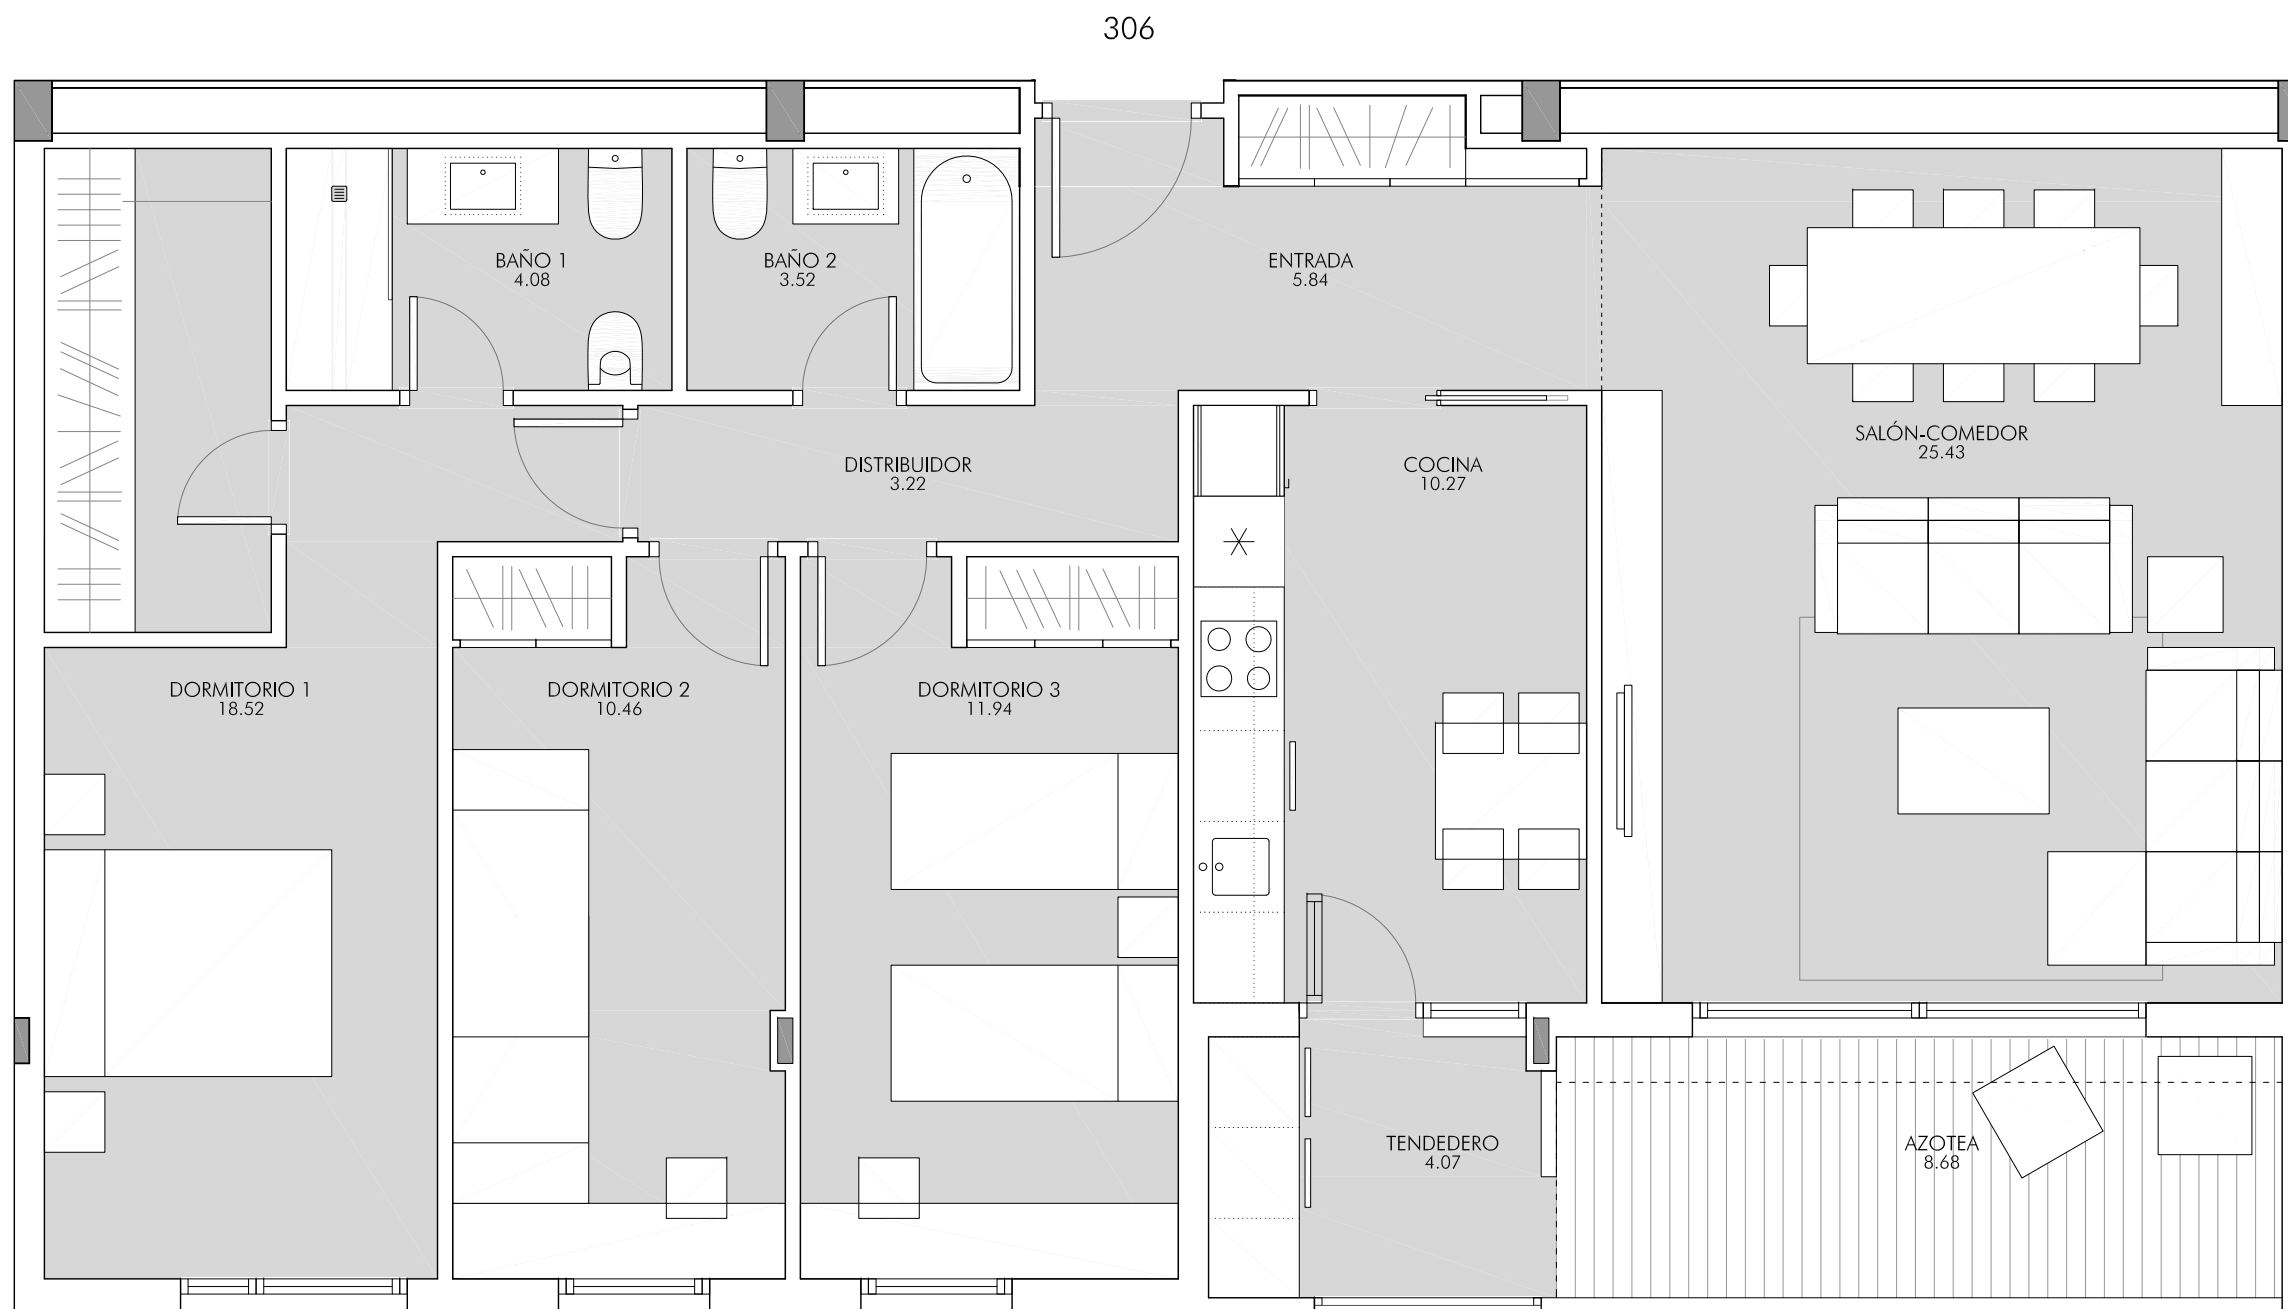 306
BAÑO 1
4.08
BAÑO 2
3.52
ENTRADA
5.84
SALÓN-COMEDOR
25.43
DISTRIBUIDOR
3.22
COCINA
10.27
DORMITORIO 1
18.52
DORMITORIO 2
10.46
DORMITORIO 3
11.94
TENDEDERO
4.07
AZOTEA
8.68